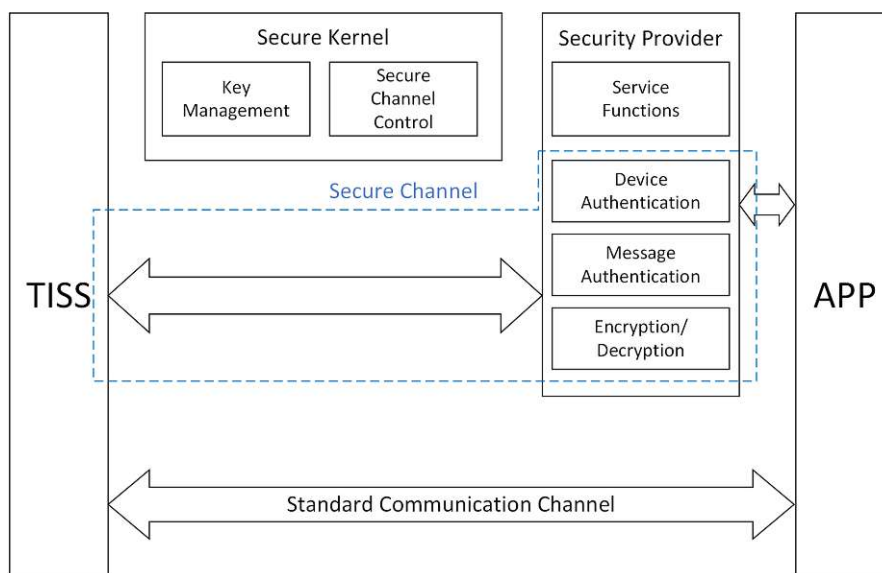 Secure Kernel
Key
Management
Secure
Channel
Control
Security Provider
Service
Functions
Secure Channel
Device
Authentication
Message
Authentication
Encryption/
Decryption
TISS
APP
Standard Communication Channel